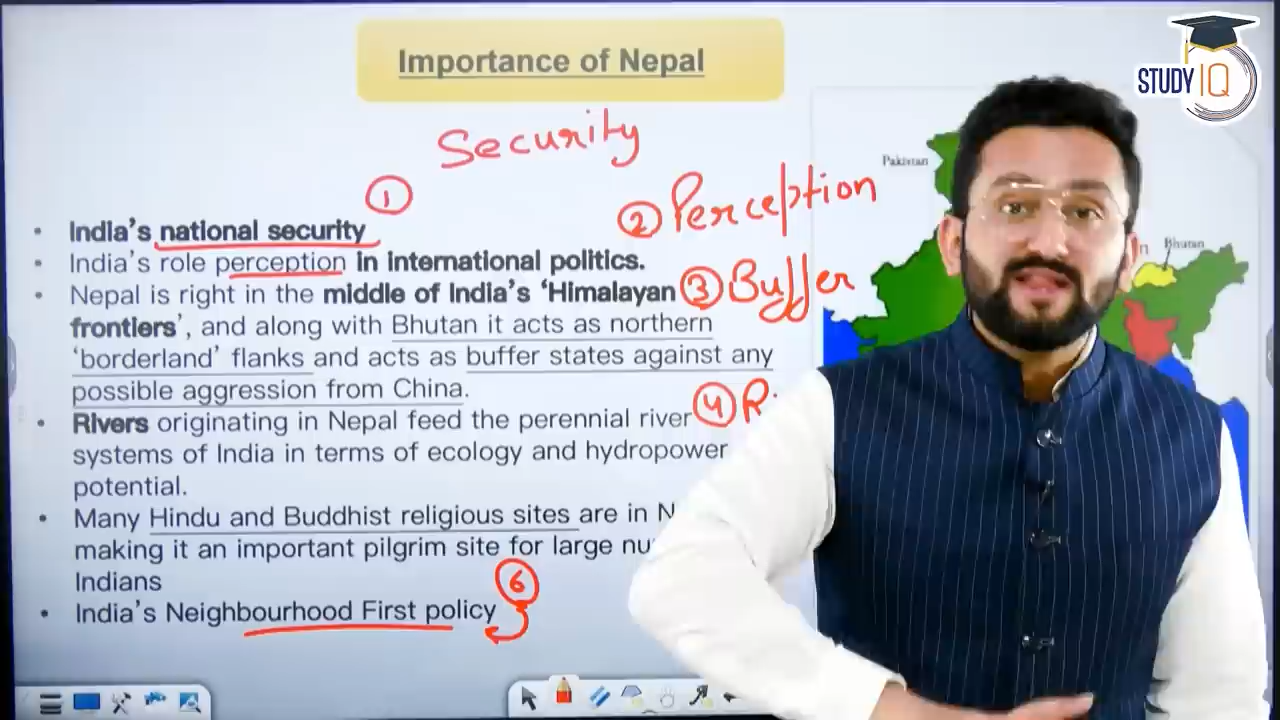 Importance of Nepal
STUDY IQ
Security
Pakistan
①
② Perception
• India’s national security
Bhutan
• India’s role perception in international politics.
• Nepal is right in the middle of India’s ‘Himalayan
③ Buffer
frontiers’, and along with Bhutan it acts as northern
‘borderland’ flanks and acts as buffer states against any
possible aggression from China.
④ R
• Rivers originating in Nepal feed the perennial river
systems of India in terms of ecology and hydropower
potential.
• Many Hindu and Buddhist religious sites are in N
making it an important pilgrim site for large nu
Indians
⑥
• India’s Neighbourhood First policy